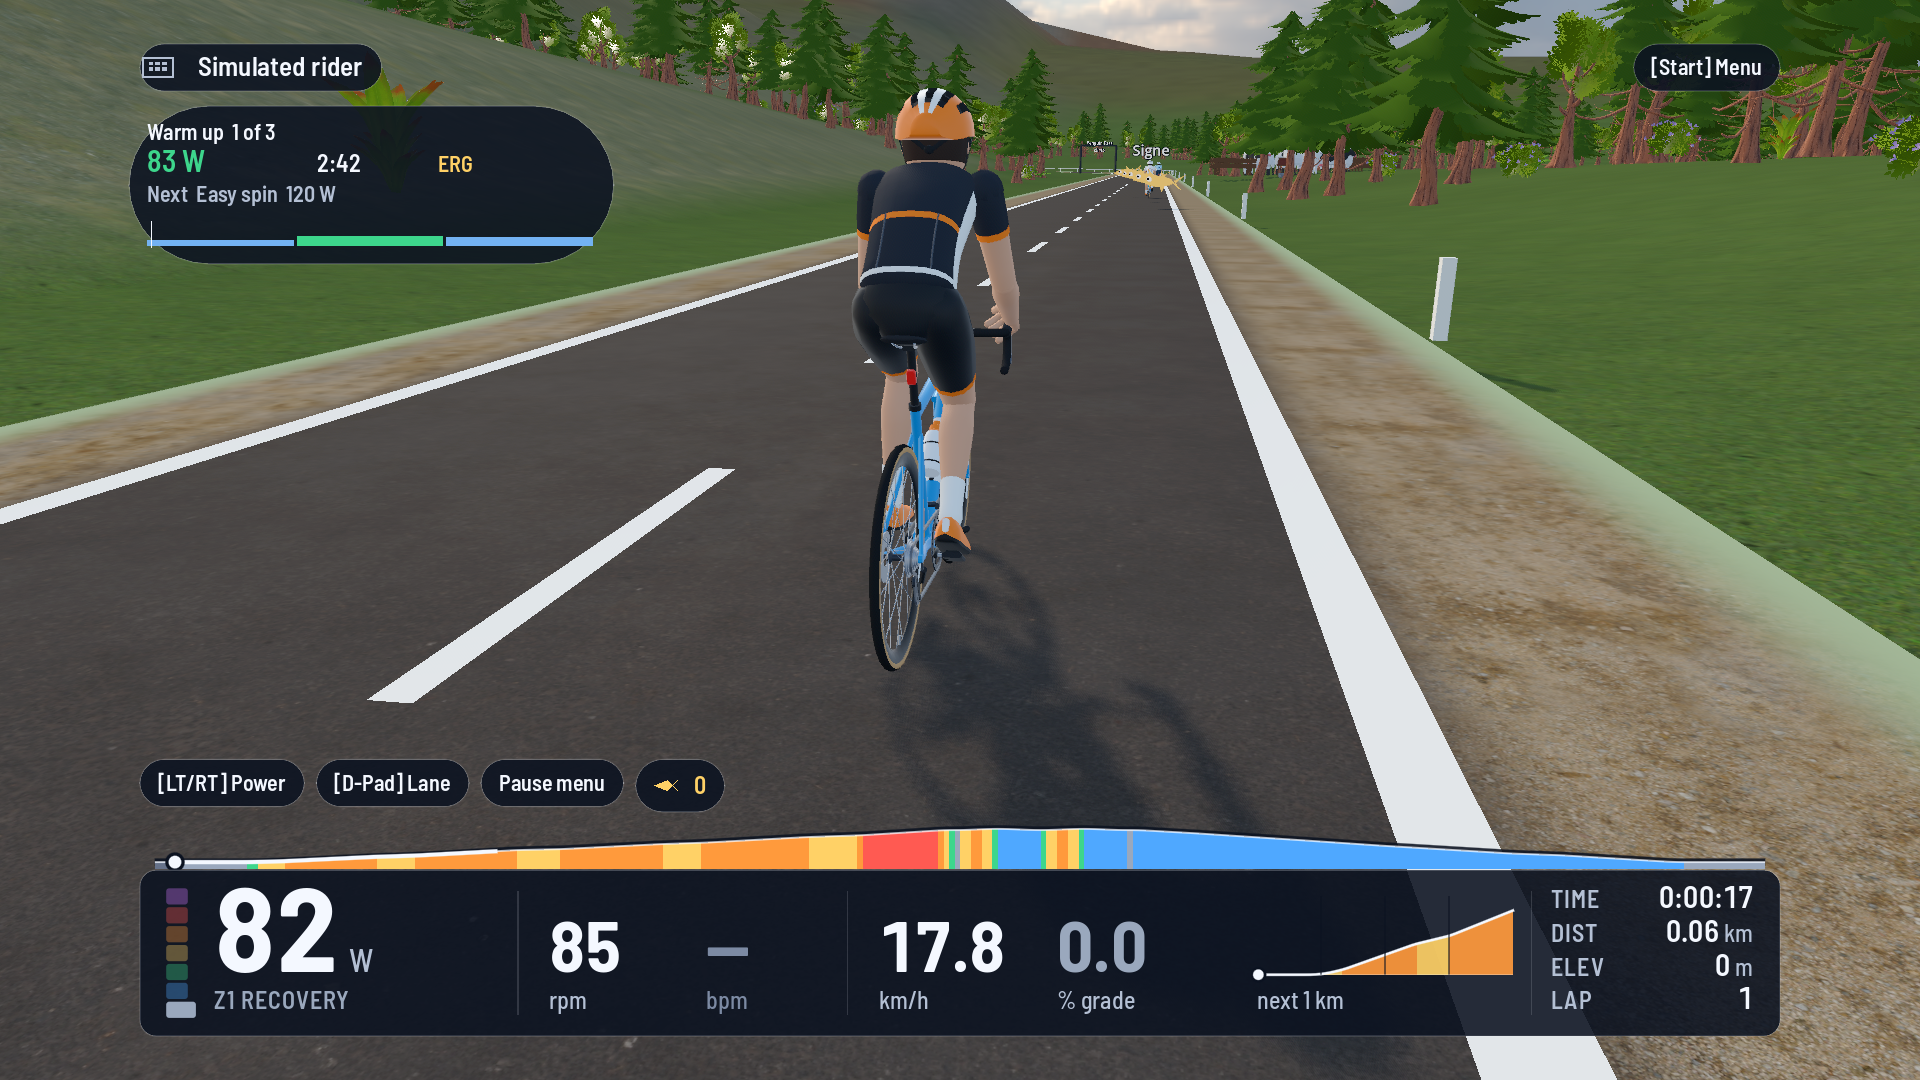 Simulated rider
[Start] Menu
Warm up 1 of 3
83 W 2:42 ERG
Next Easy spin 120 W
Signe
[LT/RT] Power [D-Pad] Lane Pause menu 0
82 W
Z1 RECOVERY
85 rpm
— bpm
17.8 km/h
0.0 % grade
next 1 km
TIME 0:00:17
DIST 0.06 km
ELEV 0 m
LAP 1